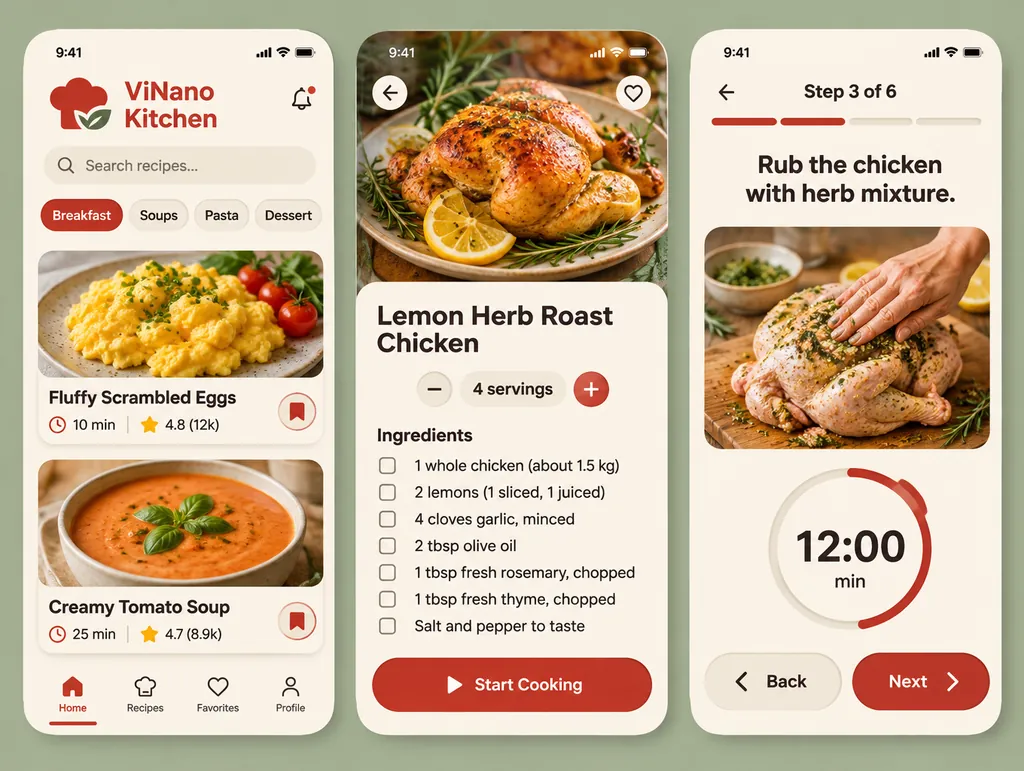 9:41
ViNano
Kitchen
Search recipes...
Breakfast
Soups
Pasta
Dessert
Fluffy Scrambled Eggs
10 min
4.8 (12k)
Creamy Tomato Soup
25 min
4.7 (8.9k)
Home
Recipes
Favorites
Profile
9:41
Lemon Herb Roast
Chicken
4 servings
Ingredients
1 whole chicken (about 1.5 kg)
2 lemons (1 sliced, 1 juiced)
4 cloves garlic, minced
2 tbsp olive oil
1 tbsp fresh rosemary, chopped
1 tbsp fresh thyme, chopped
Salt and pepper to taste
Start Cooking
9:41
Step 3 of 6
Rub the chicken
with herb mixture.
12:00
min
Back
Next